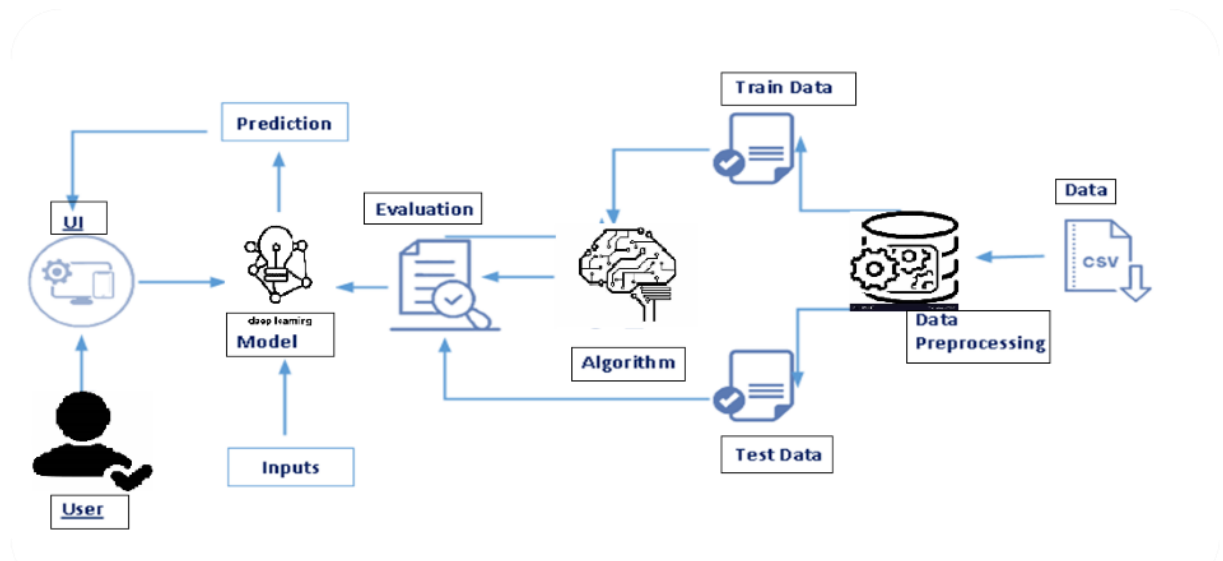 Train Data
Prediction
Data
Evaluation
UI
CSV
deep learning
Model
Data
Preprocessing
Algorithm
Inputs
Test Data
User